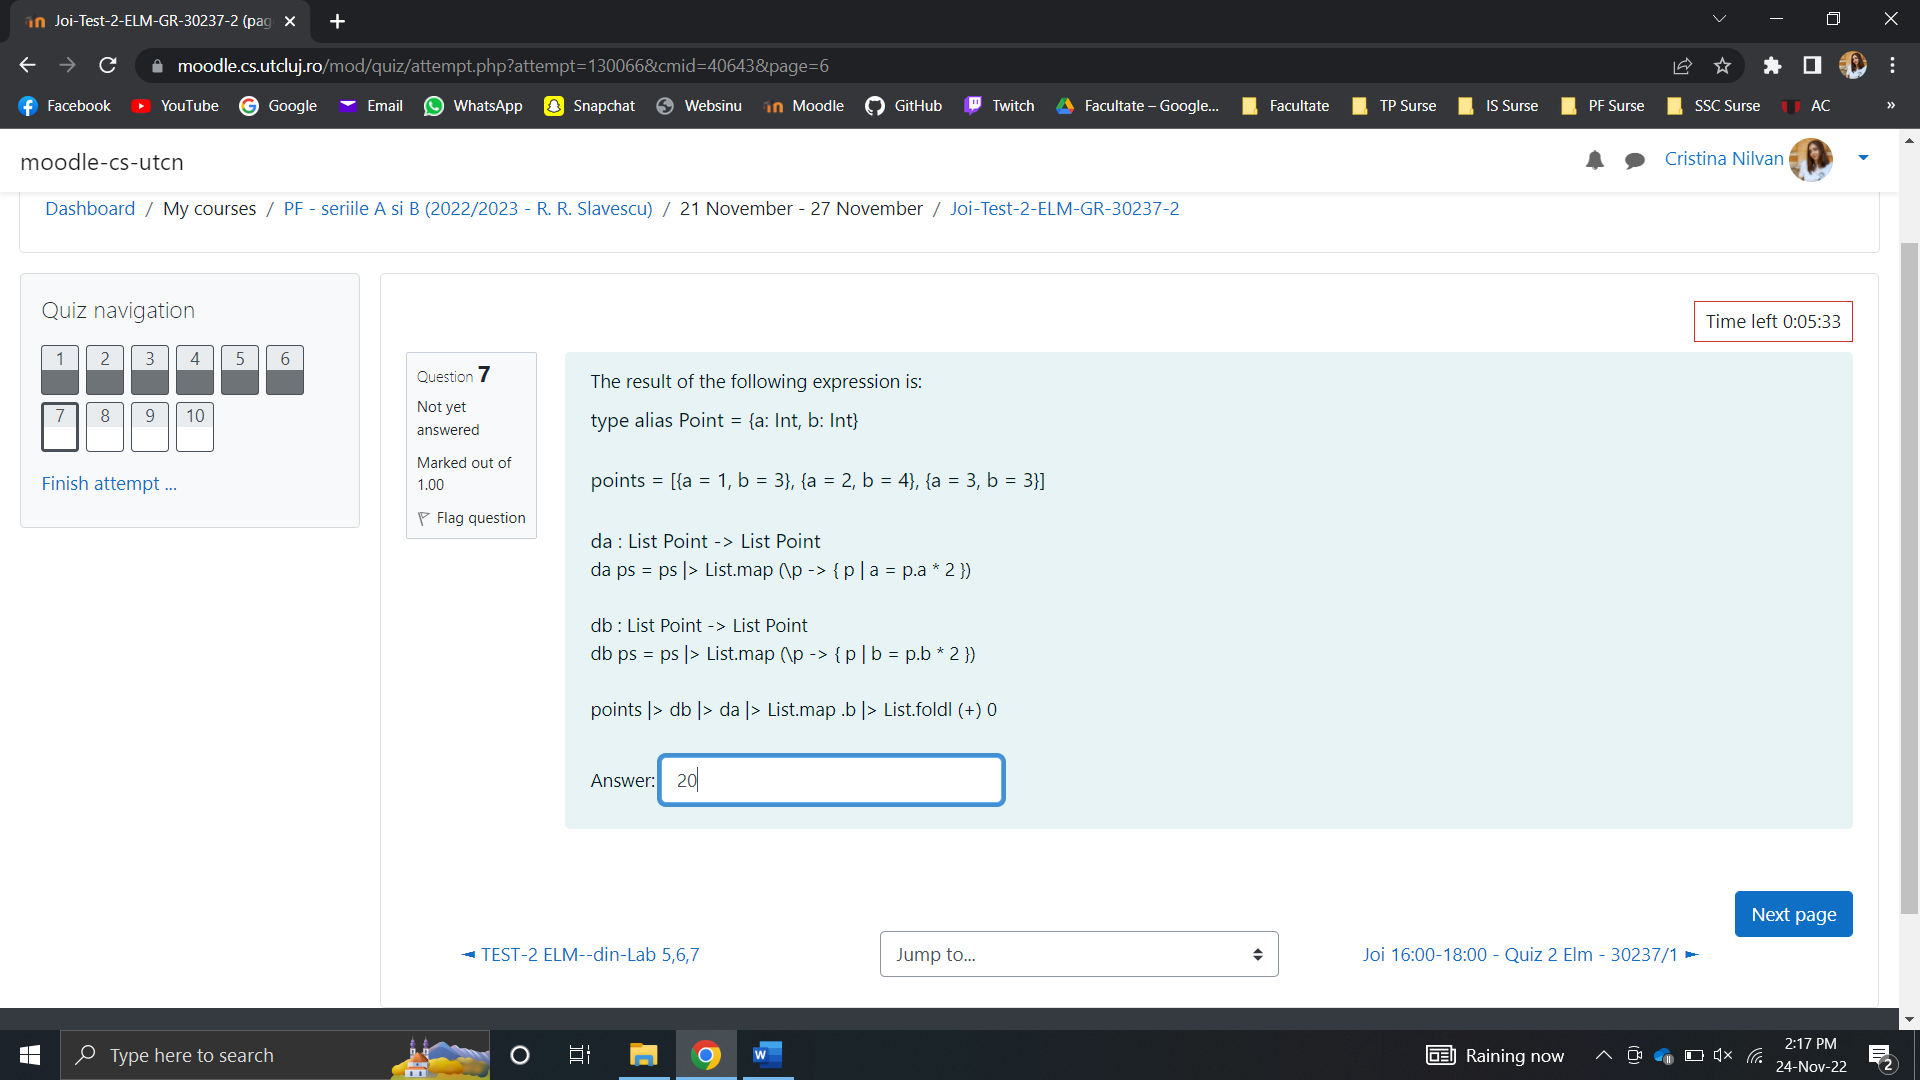 Joi-Test-2-ELM-GR-30237-2 (pag
moodle.cs.utcluj.ro/mod/quiz/attempt.php?attempt=130066&cmid=40643&page=6
Facebook YouTube Google Email WhatsApp Snapchat Websinu Moodle GitHub Twitch Facultate – Google... Facultate TP Surse IS Surse PF Surse SSC Surse AC »
moodle-cs-utcn
Cristina Nilvan
Dashboard / My courses / PF - seriile A si B (2022/2023 - R. R. Slavescu) / 21 November - 27 November / Joi-Test-2-ELM-GR-30237-2
Quiz navigation
1 2 3 4 5 6
7 8 9 10
Finish attempt ...
Time left 0:05:33
Question 7
Not yet
answered
Marked out of
1.00
Flag question
The result of the following expression is:
type alias Point = {a: Int, b: Int}
points = [{a = 1, b = 3}, {a = 2, b = 4}, {a = 3, b = 3}]
da : List Point -> List Point
da ps = ps |> List.map (\p -> { p | a = p.a * 2 })
db : List Point -> List Point
db ps = ps |> List.map (\p -> { p | b = p.b * 2 })
points |> db |> da |> List.map .b |> List.foldl (+) 0
Answer: 20
Next page
◄ TEST-2 ELM--din-Lab 5,6,7
Jump to...
Joi 16:00-18:00 - Quiz 2 Elm - 30237/1 ►
Type here to search
W
Raining now
2:17 PM
24-Nov-22
2